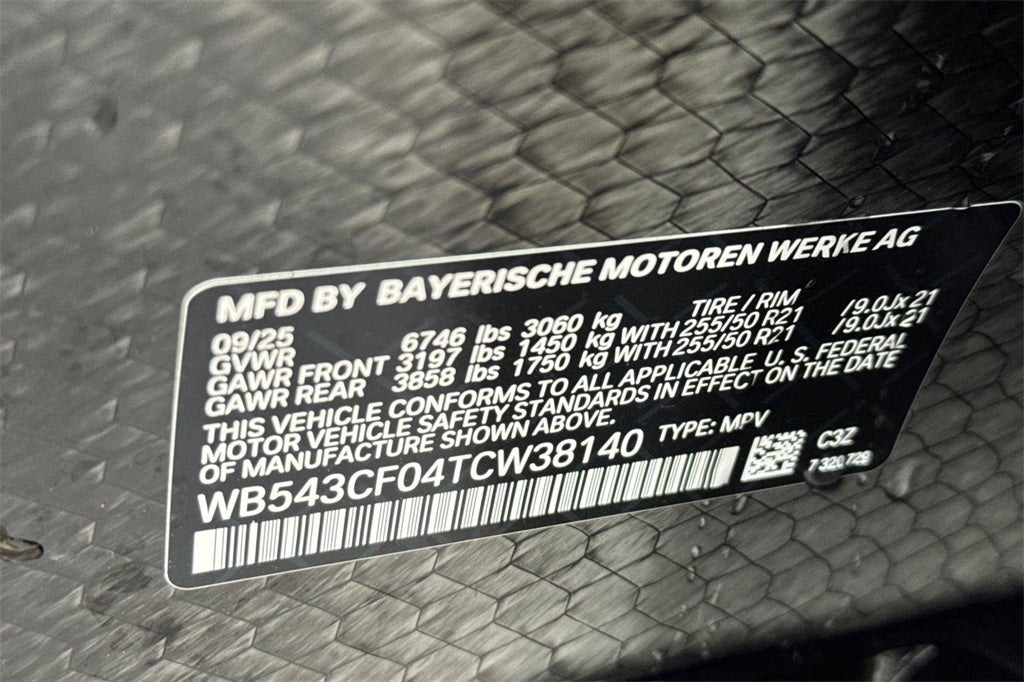 MFD BY BAYERISCHE MOTOREN WERKE AG
09/25 TIRE / RIM
GVWR 6746 lbs 3060 kg
GAWR FRONT 3197 lbs 1450 kg WITH 255/50 R21 /9.0Jx21
GAWR REAR 3858 lbs 1750 kg WITH 255/50 R21 /9.0Jx21
THIS VEHICLE CONFORMS TO ALL APPLICABLE U. S. FEDERAL
MOTOR VEHICLE SAFETY STANDARDS IN EFFECT ON THE DATE
OF MANUFACTURE SHOWN ABOVE.
WB543CF04TCW38140 TYPE: MPV
C3Z
7 320 729